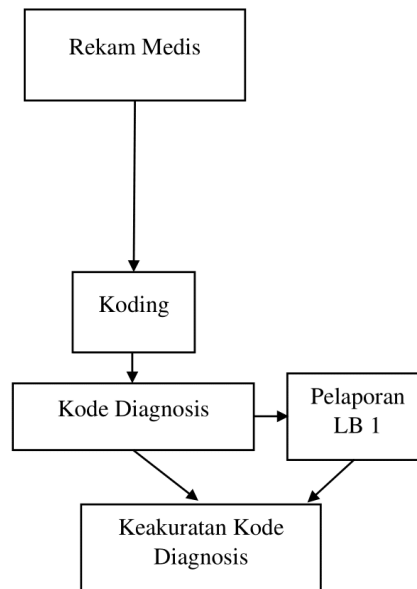 Rekam Medis
Koding
Kode Diagnosis
Pelaporan
LB 1
Keakuratan Kode
Diagnosis